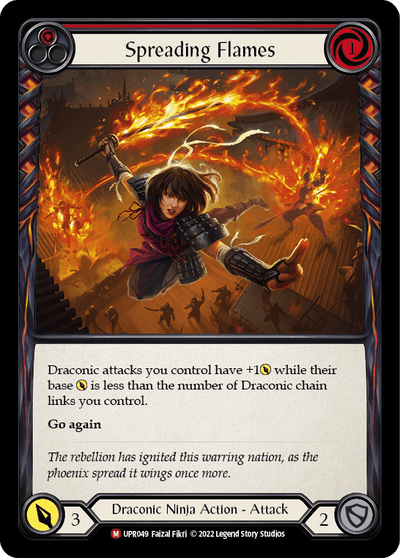 Spreading Flames
1
Draconic attacks you control have +1 while their
base is less than the number of Draconic chain
links you control.
Go again
The rebellion has ignited this warring nation, as
the phoenix spread it wings once more.
3
Draconic Ninja Action - Attack
2
M UPR049 Faizal Fikri © 2022 Legend Story Studios